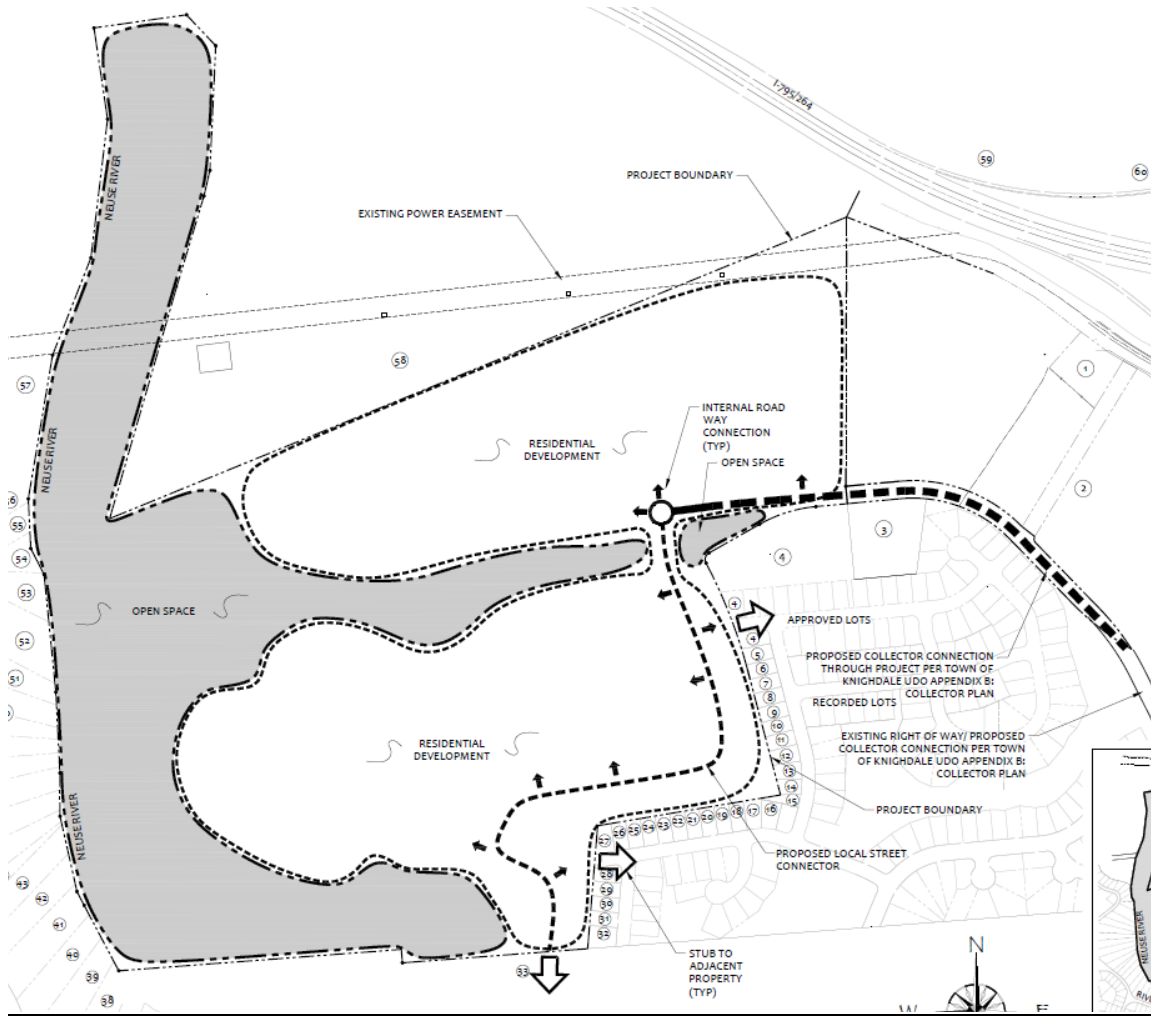 I-795/264
59
60
PROJECT BOUNDARY
NEUSE RIVER
EXISTING POWER EASEMENT
58
57
1
INTERNAL ROAD
WAY
CONNECTION
(TYP)
RESIDENTIAL
DEVELOPMENT
OPEN SPACE
NEUSE RIVER
2
55
3
54
4
53
OPEN SPACE
4
APPROVED LOTS
52
4
5
PROPOSED COLLECTOR CONNECTION
THROUGH PROJECT PER TOWN OF
KNIGHDALE UDO APPENDIX B:
COLLECTOR PLAN
6
51
7
8
RECORDED LOTS
9
10
11
EXISTING RIGHT OF WAY/ PROPOSED
COLLECTOR CONNECTION PER TOWN
OF KNIGHDALE UDO APPENDIX B:
COLLECTOR PLAN
RESIDENTIAL
DEVELOPMENT
12
13
14
15
PROJECT BOUNDARY
NEUSE RIVER
27 26 25 24 23 22 21 20 19 18 17 16
PROPOSED LOCAL STREET
CONNECTOR
28
29
30
31
32
43
42
41
40
39
38
33
STUB TO
ADJACENT
PROPERTY
(TYP)
N
W E
NEUSE RIVER